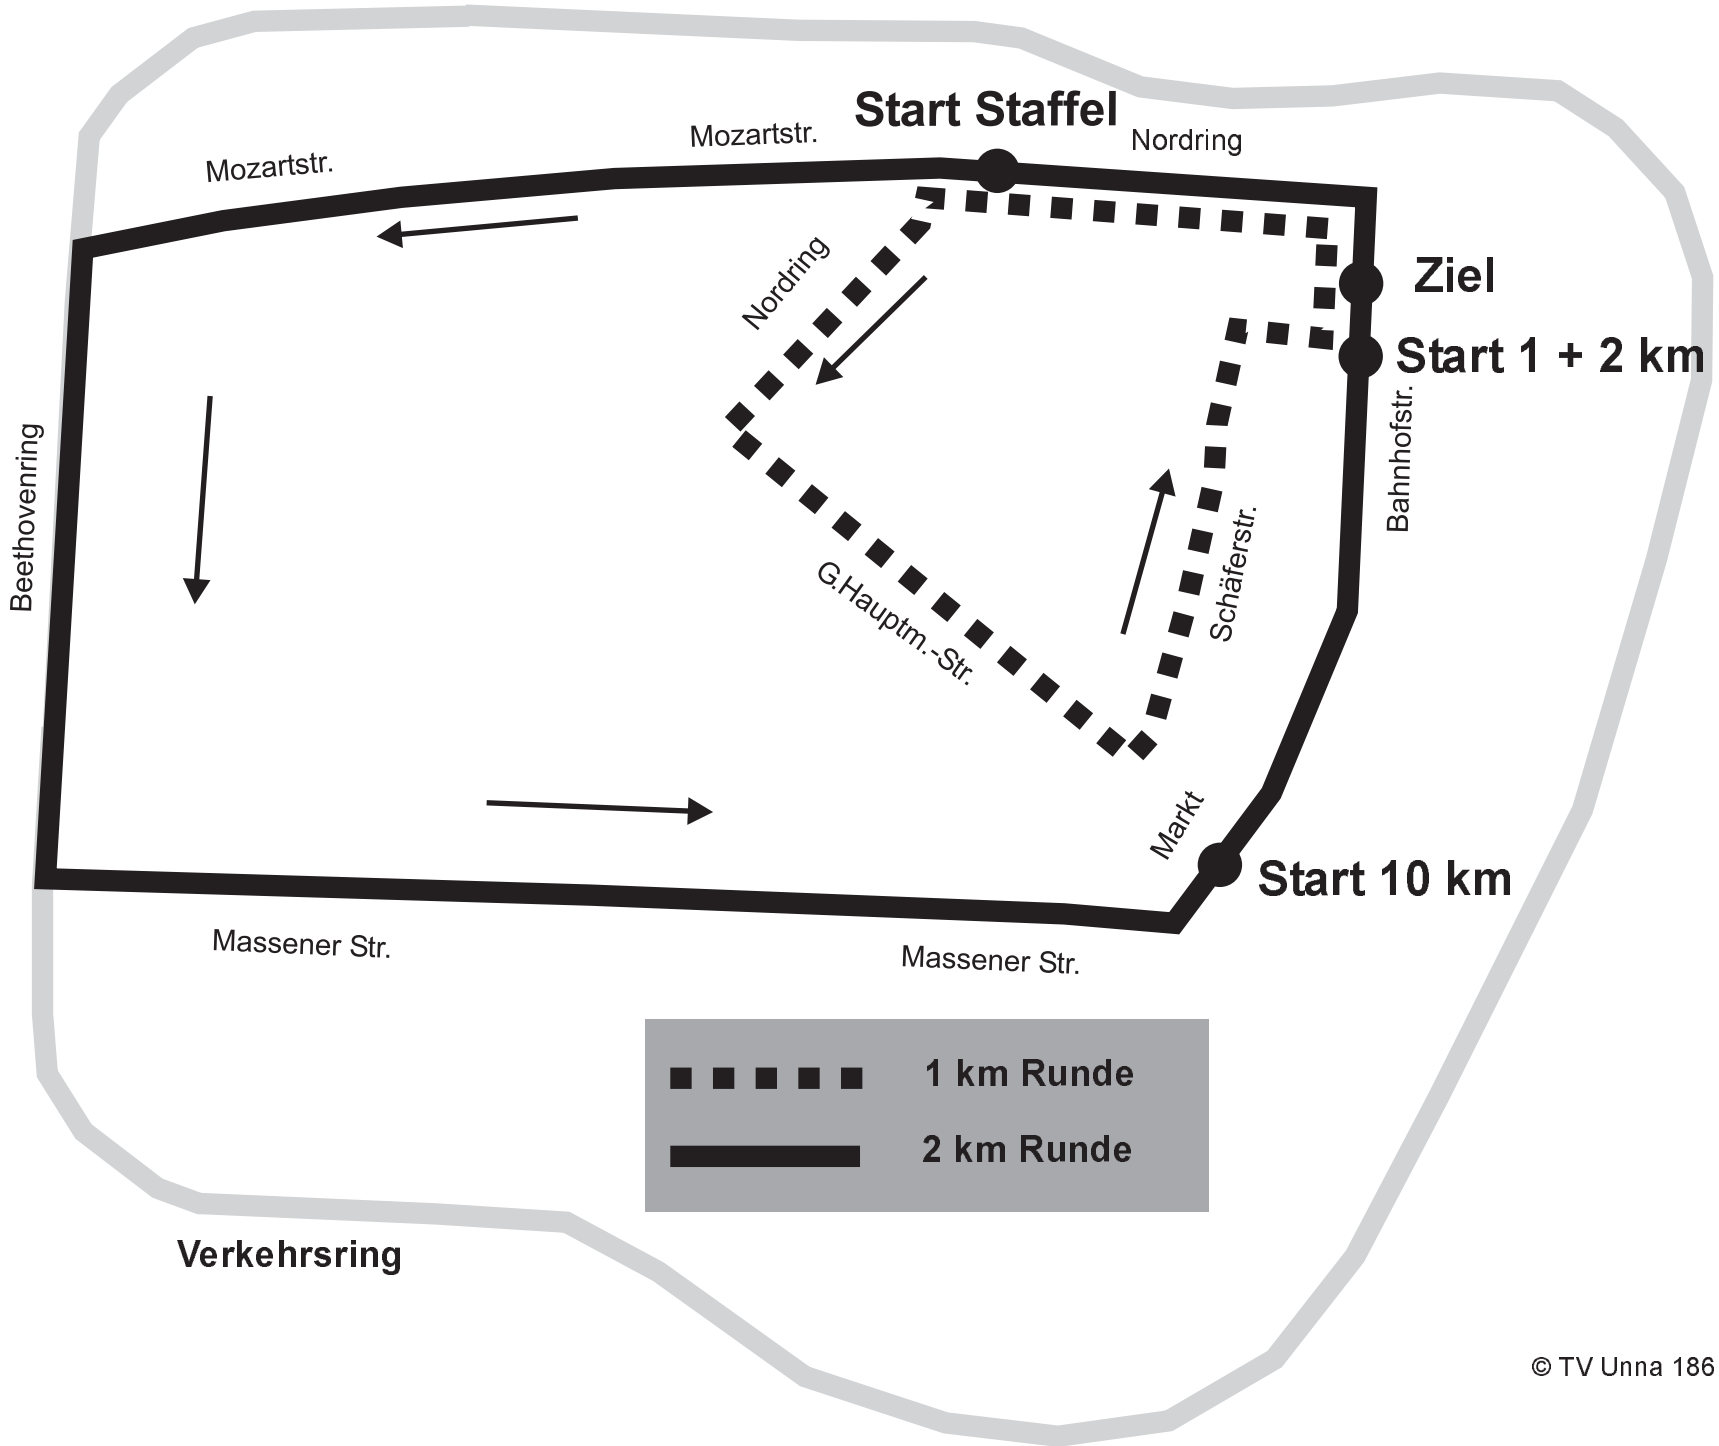 Start Staffel
Mozartstr.
Nordring
Mozartstr.
Nordring
Ziel
Start 1 + 2 km
Bahnhofstr.
Beethovenring
Schäferstr.
G.Hauptm.-Str.
Markt
Start 10 km
Massener Str.
Massener Str.
1 km Runde
2 km Runde
Verkehrsring
© TV Unna 186